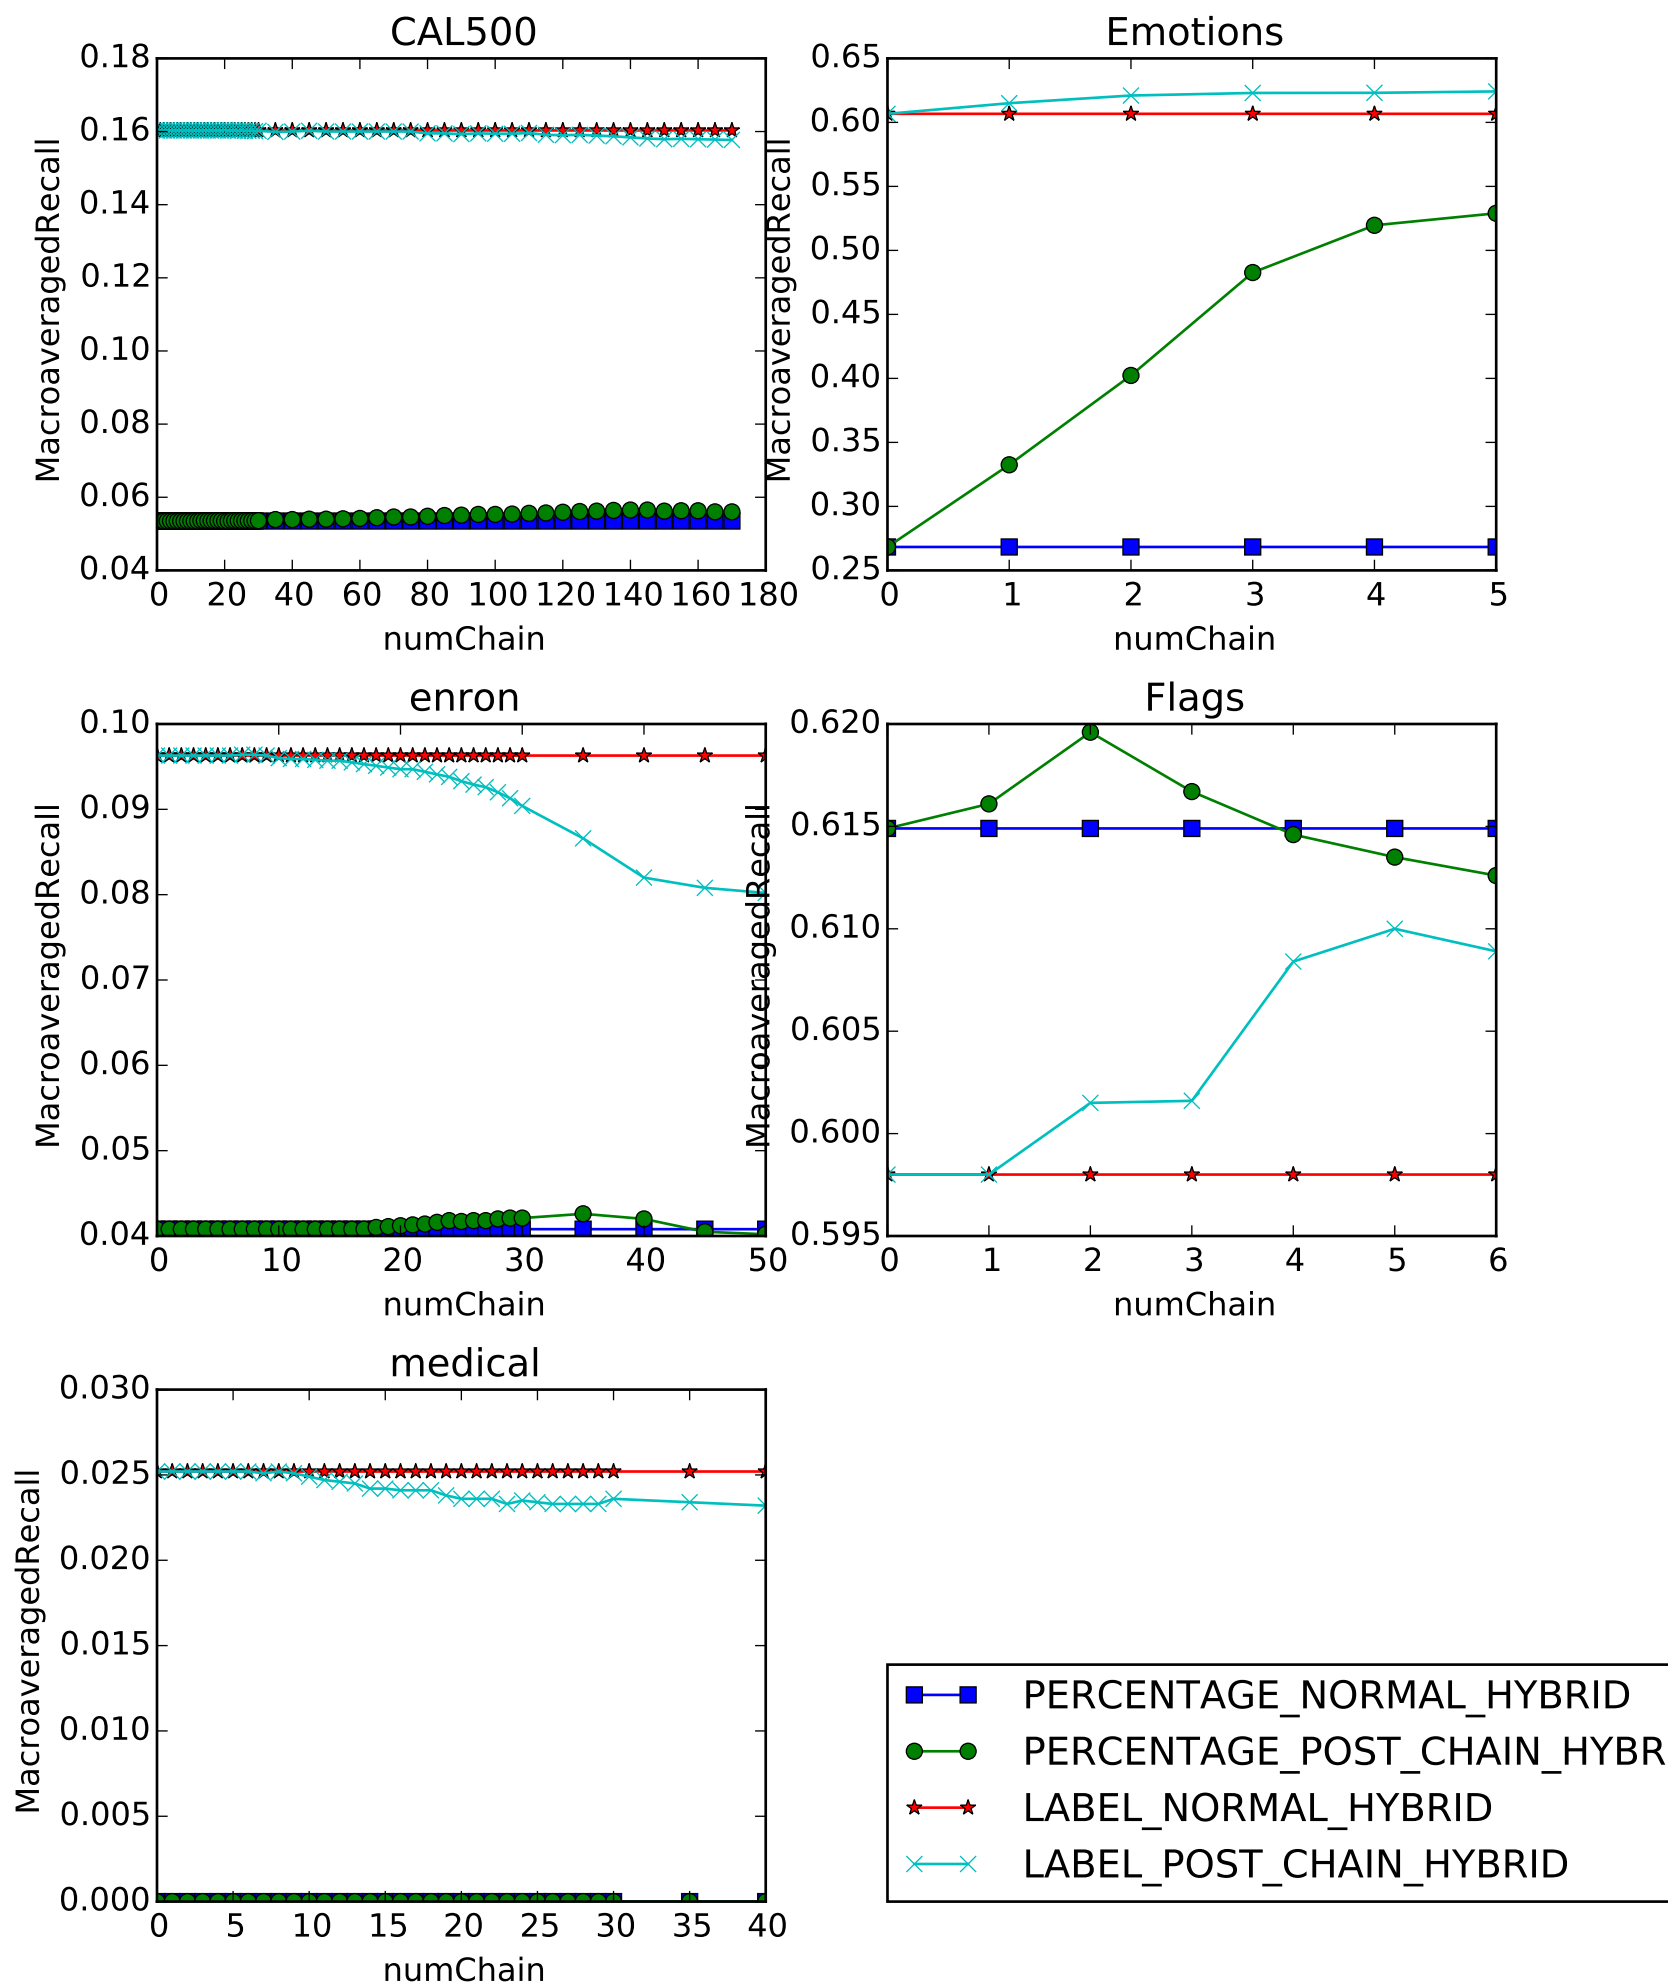 CAL500
0.18
0.16
0.14
0.12
0.10
0.08
0.06
0.04
MacroaveragedRecall
0 20 40 60 80 100 120 140 160 180
numChain
Emotions
0.65
0.60
0.55
0.50
0.45
0.40
0.35
0.30
0.25
MacroaveragedRecall
0 1 2 3 4 5
numChain
enron
0.10
0.09
0.08
0.07
0.06
0.05
0.04
MacroaveragedRecall
0 10 20 30 40 50
numChain
Flags
0.620
0.615
0.610
0.605
0.600
0.595
MacroaveragedRecall
0 1 2 3 4 5 6
numChain
medical
0.030
0.025
0.020
0.015
0.010
0.005
0.000
MacroaveragedRecall
0 5 10 15 20 25 30 35 40
numChain
PERCENTAGE_NORMAL_HYBRID
PERCENTAGE_POST_CHAIN_HYBR
LABEL_NORMAL_HYBRID
LABEL_POST_CHAIN_HYBRID